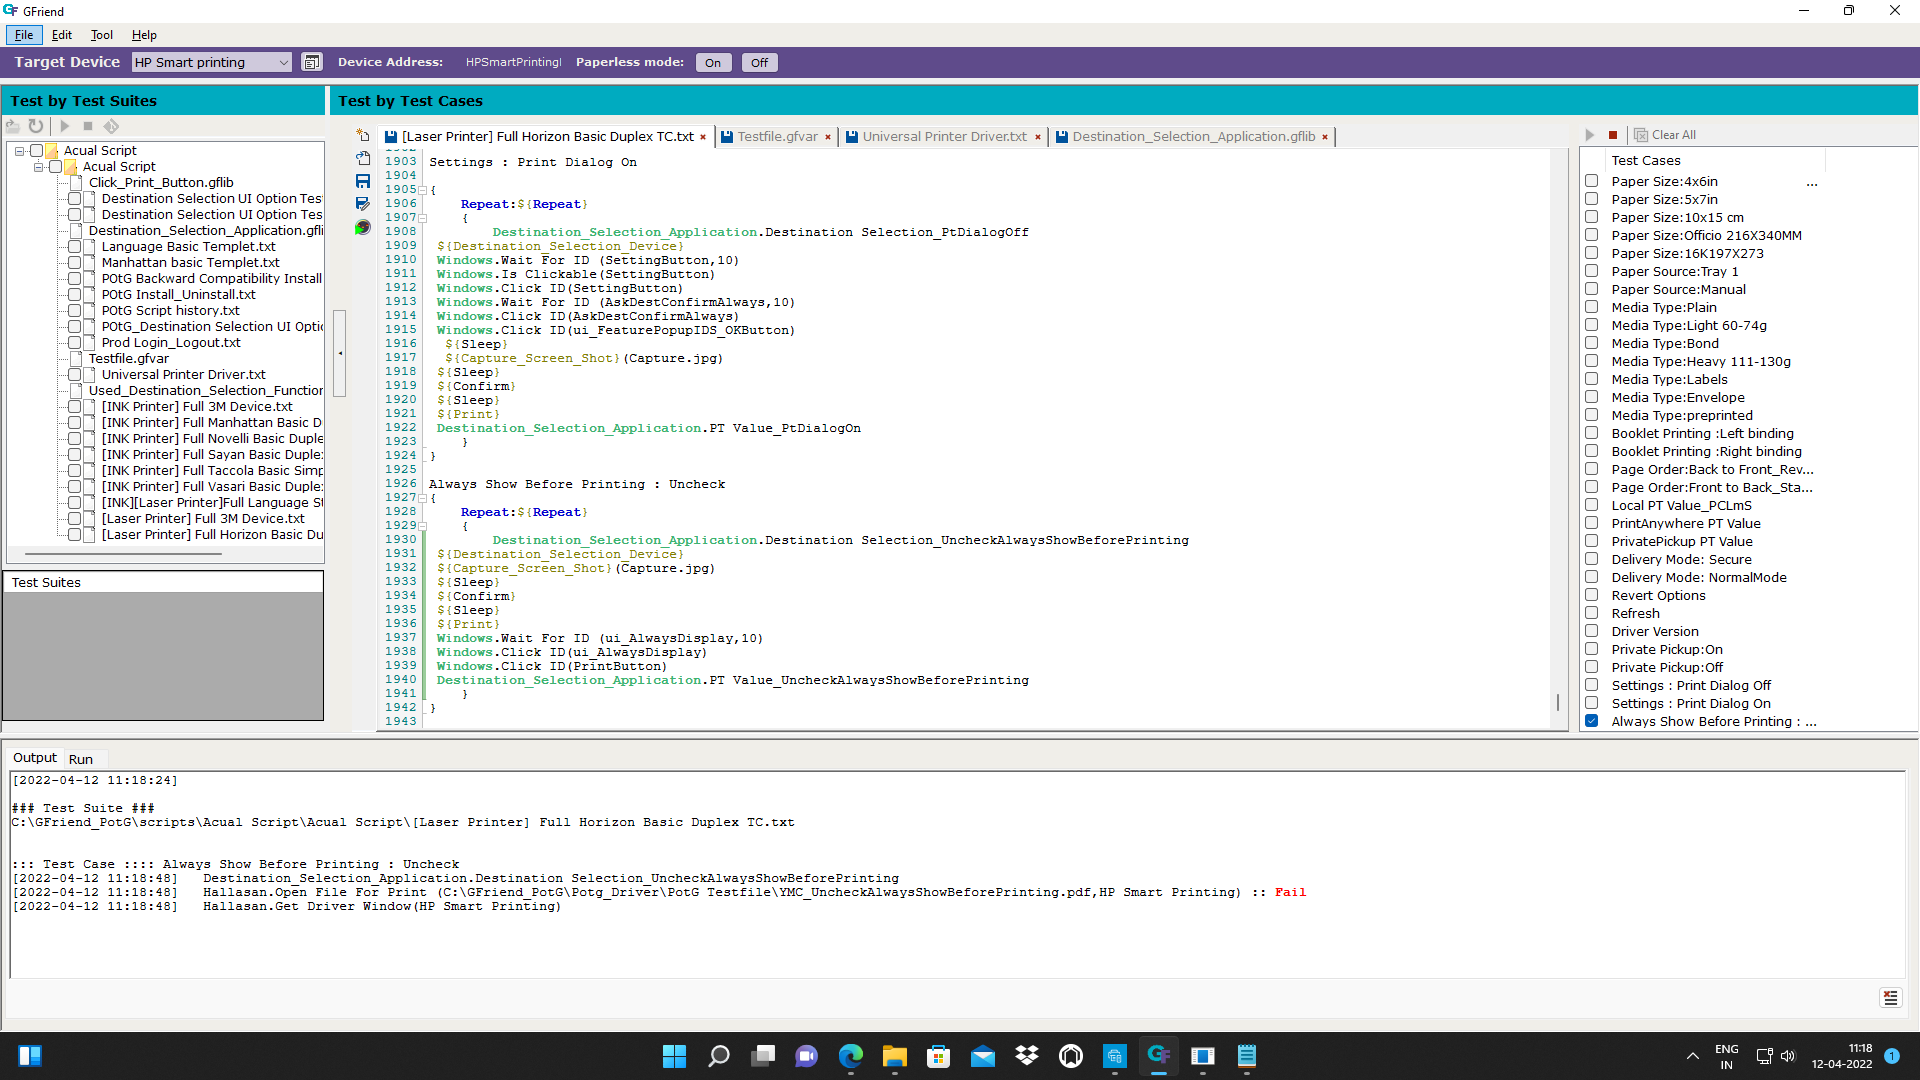 GFriend
File Edit Tool Help
Target Device HP Smart printing Device Address: HPSmartPrintingl Paperless mode: On Off
Test by Test Suites
Acual Script
Acual Script
Click_Print_Button.gflib
Destination Selection UI Option Tes
Destination Selection UI Option Tes
Destination_Selection_Application.gfli
Language Basic Templet.txt
Manhattan basic Templet.txt
POtG Backward Compatibility Install
POtG Install_Uninstall.txt
POtG Script history.txt
POtG_Destination Selection UI Optic
Prod Login_Logout.txt
Testfile.gfvar
Universal Printer Driver.txt
Used_Destination_Selection_Function
[INK Printer] Full 3M Device.txt
[INK Printer] Full Manhattan Basic D
[INK Printer] Full Novelli Basic Duple
[INK Printer] Full Sayan Basic Duple
[INK Printer] Full Taccola Basic Simp
[INK Printer] Full Vasari Basic Duple
[INK][Laser Printer]Full Language S
[Laser Printer] Full 3M Device.txt
[Laser Printer] Full Horizon Basic Du
Test Suites
Test by Test Cases
[Laser Printer] Full Horizon Basic Duplex TC.txt × Testfile.gfvar × Universal Printer Driver.txt × Destination_Selection_Application.gflib ×
1903 Settings : Print Dialog On
1904
1905 {
1906 Repeat:${Repeat}
1907 {
1908 Destination_Selection_Application.Destination Selection_PtDialogOff
1909 ${Destination_Selection_Device}
1910 Windows.Wait For ID (SettingButton,10)
1911 Windows.Is Clickable(SettingButton)
1912 Windows.Click ID(SettingButton)
1913 Windows.Wait For ID (AskDestConfirmAlways,10)
1914 Windows.Click ID(AskDestConfirmAlways)
1915 Windows.Click ID(ui_FeaturePopupIDS_OKButton)
1916 ${Sleep}
1917 ${Capture_Screen_Shot}(Capture.jpg)
1918 ${Sleep}
1919 ${Confirm}
1920 ${Sleep}
1921 ${Print}
1922 Destination_Selection_Application.PT Value_PtDialogOn
1923 }
1924 }
1925
1926 Always Show Before Printing : Uncheck
1927 {
1928 Repeat:${Repeat}
1929 {
1930 Destination_Selection_Application.Destination Selection_UncheckAlwaysShowBeforePrinting
1931 ${Destination_Selection_Device}
1932 ${Capture_Screen_Shot}(Capture.jpg)
1933 ${Sleep}
1934 ${Confirm}
1935 ${Sleep}
1936 ${Print}
1937 Windows.Wait For ID (ui_AlwaysDisplay,10)
1938 Windows.Click ID(ui_AlwaysDisplay)
1939 Windows.Click ID(PrintButton)
1940 Destination_Selection_Application.PT Value_UncheckAlwaysShowBeforePrinting
1941 }
1942 }
1943
Clear All
Test Cases
Paper Size:4x6in ...
Paper Size:5x7in
Paper Size:10x15 cm
Paper Size:Officio 216X340MM
Paper Size:16K197X273
Paper Source:Tray 1
Paper Source:Manual
Media Type:Plain
Media Type:Light 60-74g
Media Type:Bond
Media Type:Heavy 111-130g
Media Type:Labels
Media Type:Envelope
Media Type:preprinted
Booklet Printing :Left binding
Booklet Printing :Right binding
Page Order:Back to Front_Rev...
Page Order:Front to Back_Sta...
Local PT Value_PCLmS
PrintAnywhere PT Value
PrivatePickup PT Value
Delivery Mode: Secure
Delivery Mode: NormalMode
Revert Options
Refresh
Driver Version
Private Pickup:On
Private Pickup:Off
Settings : Print Dialog Off
Settings : Print Dialog On
Always Show Before Printing : ...
Output Run
[2022-04-12 11:18:24]
### Test Suite ###
C:\GFriend_PotG\scripts\Acual Script\Acual Script\[Laser Printer] Full Horizon Basic Duplex TC.txt
::: Test Case :::: Always Show Before Printing : Uncheck
[2022-04-12 11:18:48] Destination_Selection_Application.Destination Selection_UncheckAlwaysShowBeforePrinting
[2022-04-12 11:18:48] Hallasan.Open File For Print (C:\GFriend_PotG\Potg_Driver\PotG Testfile\YMC_UncheckAlwaysShowBeforePrinting.pdf,HP Smart Printing) :: Fail
[2022-04-12 11:18:48] Hallasan.Get Driver Window(HP Smart Printing)
ENG
IN
11:18
12-04-2022
1